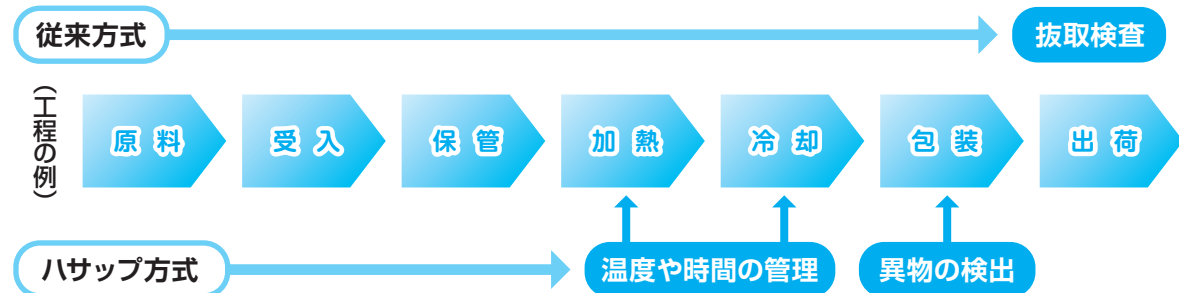 従来方式
抜取検査
(工程の例)
原料
受入
保管
加熱
冷却
包装
出荷
ハサップ方式
温度や時間の管理
異物の検出